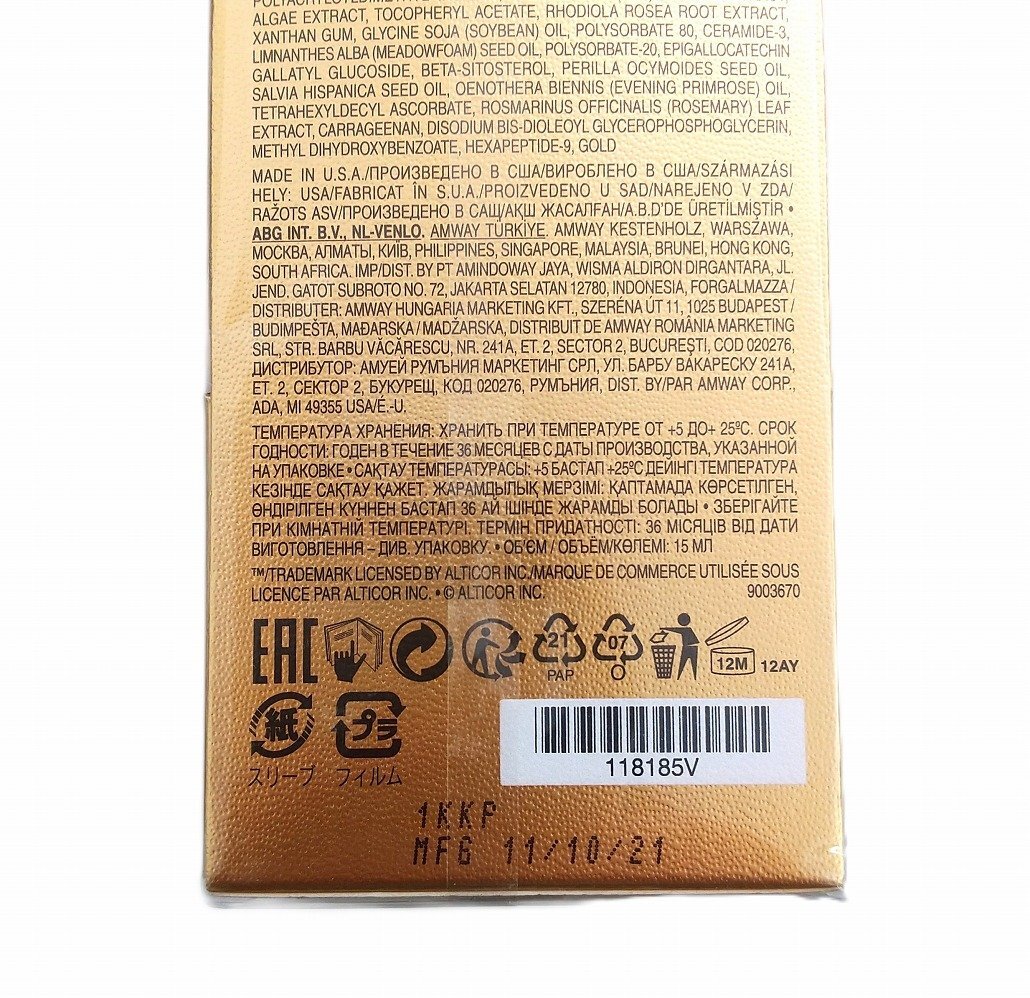 ALGAE EXTRACT, TOCOPHERYL ACETATE, RHODIOLA ROSEA ROOT EXTRACT,
XANTHAN GUM, GLYCINE SOJA (SOYBEAN) OIL, POLYSORBATE 80, CERAMIDE-3,
LIMNANTHES ALBA (MEADOWFOAM) SEED OIL, POLYSORBATE-20, EPIGALLOCATECHIN
GALLATYL GLUCOSIDE, BETA-SITOSTEROL, PERILLA OCYMOIDES SEED OIL,
SALVIA HISPANICA SEED OIL, OENOTHERA BIENNIS (EVENING PRIMROSE) OIL,
TETRAHEXYLDECYL ASCORBATE, ROSMARINUS OFFICINALIS (ROSEMARY) LEAF
EXTRACT, CARRAGEENAN, DISODIUM BIS-DIOLEOYL GLYCEROPHOSPHOGLYCERIN,
METHYL DIHYDROXYBENZOATE, HEXAPEPTIDE-9, GOLD
MADE IN U.S.A./ПРОИЗВЕДЕНО В США/ВИРОБЛЕНО В США/SZÁRMAZÁSI
HELY: USA/FABRICAT ÎN S.U.A./PROIZVEDENO U SAD/NAREJENO V ZDA/
RAŽOTS ASV/ПРОИЗВЕДЕНО В САЩ/АҚШ ЖАСАЛҒАН/A.B.D'DE ÜRETİLMİŞTİR •
ABG INT. B.V., NL-VENLO. AMWAY TÜRKİYE, AMWAY KESTENHOLZ, WARSZAWA,
МОСКВА, АЛМАТЫ, КИЇВ, PHILIPPINES, SINGAPORE, MALAYSIA, BRUNEI, HONG KONG,
SOUTH AFRICA. IMP/DIST. BY PT AMINDOWAY JAYA, WISMA ALDIRON DIRGANTARA, JL.
JEND. GATOT SUBROTO NO. 72, JAKARTA SELATAN 12780, INDONESIA, FORGALMAZZA /
DISTRIBUTER: AMWAY HUNGARIA MARKETING KFT., SZERÉNA ÚT 11, 1025 BUDAPEST /
BUDIMPEŠTA, MAĐARSKA / MADŽARSKA, DISTRIBUIT DE AMWAY ROMÂNIA MARKETING
SRL, STR. BARBU VĂCĂRESCU, NR. 241A, ET. 2, SECTOR 2, BUCUREŞTI, COD 020276,
ДИСТРИБУТОР: АМУЕЙ РУМЪНИЯ МАРКЕТИНГ СРЛ, УЛ. БАРБУ ВАКАРЕСКУ 241А,
ЕТ. 2, СЕКТОР 2, БУКУРЕЩ, КОД 020276, РУМЪНИЯ, DIST. BY/PAR AMWAY CORP.,
ADA, MI 49355 USA/É.-U.
ТЕМПЕРАТУРА ХРАНЕНИЯ: ХРАНИТЬ ПРИ ТЕМПЕРАТУРЕ ОТ +5 ДО+ 25ºС. СРОК
ГОДНОСТИ: ГОДЕН В ТЕЧЕНИЕ 36 МЕСЯЦЕВ С ДАТЫ ПРОИЗВОДСТВА, УКАЗАННОЙ
НА УПАКОВКЕ • САҚТАУ ТЕМПЕРАТУРАСЫ: +5 БАСТАП +25ºС ДЕЙІНГІ ТЕМПЕРАТУРА
КЕЗІНДЕ САҚТАУ ҚАЖЕТ. ЖАРАМДЫЛЫҚ МЕРЗІМІ: ҚАПТАМАДА КӨРСЕТІЛГЕН,
ӨНДІРІЛГЕН КҮННЕН БАСТАП 36 АЙ ІШІНДЕ ЖАРАМДЫ БОЛАДЫ • ЗБЕРІГАЙТЕ
ПРИ КІМНАТНІЙ ТЕМПЕРАТУРІ. ТЕРМІН ПРИДАТНОСТІ: 36 МІСЯЦІВ ВІД ДАТИ
ВИГОТОВЛЕННЯ – ДИВ. УПАКОВКУ. • ОБ'ЄМ / ОБЪЁМ/КӨЛЕМІ: 15 МЛ
™/TRADEMARK LICENSED BY ALTICOR INC./MARQUE DE COMMERCE UTILISÉE SOUS
LICENCE PAR ALTICOR INC. • © ALTICOR INC. 9003670
EAC 21 PAP 07 O 12M 12AY
紙 プラ
スリーブ フィルム
118185V
1KKP
MFG 11/10/21